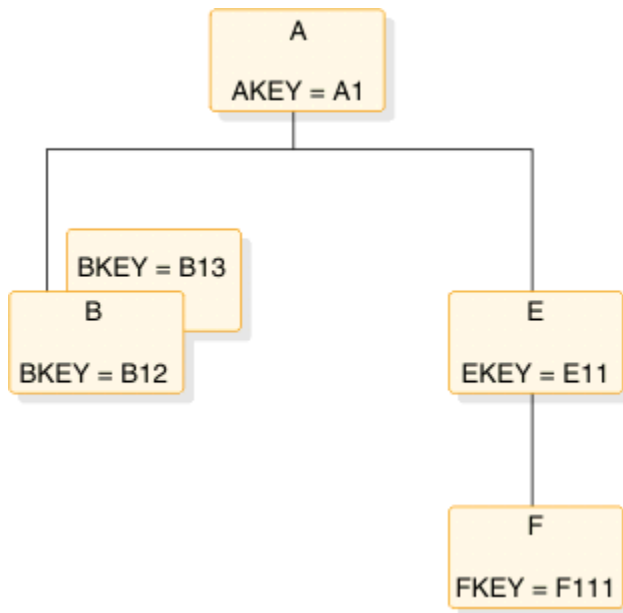 A
AKEY = A1
BKEY = B13
B
BKEY = B12
E
EKEY = E11
F
FKEY = F111